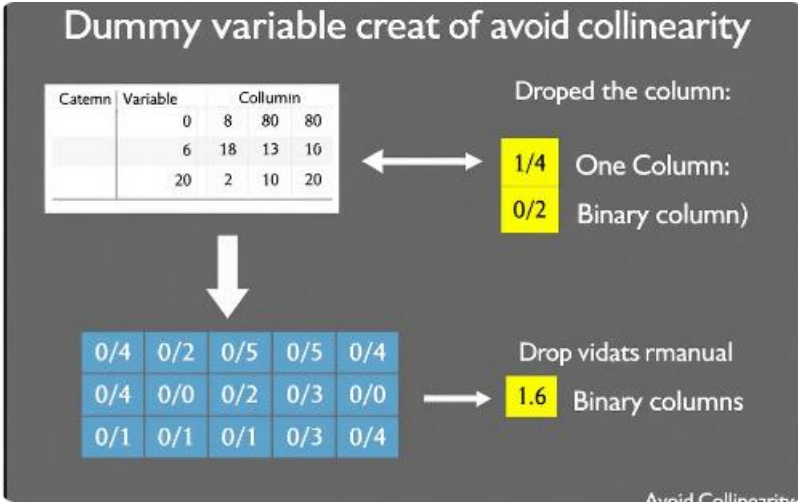 Dummy variable creat of avoid collinearity
Catemn Variable Collumin
0 8 80 80
6 18 13 10
20 2 10 20
Droped the column:
1/4 One Column:
0/2 Binary column)
0/4 0/2 0/5 0/5 0/4
0/4 0/0 0/2 0/3 0/0
0/1 0/1 0/1 0/3 0/4
Drop vidats rmanual
1.6 Binary columns
Avoid Collinearity